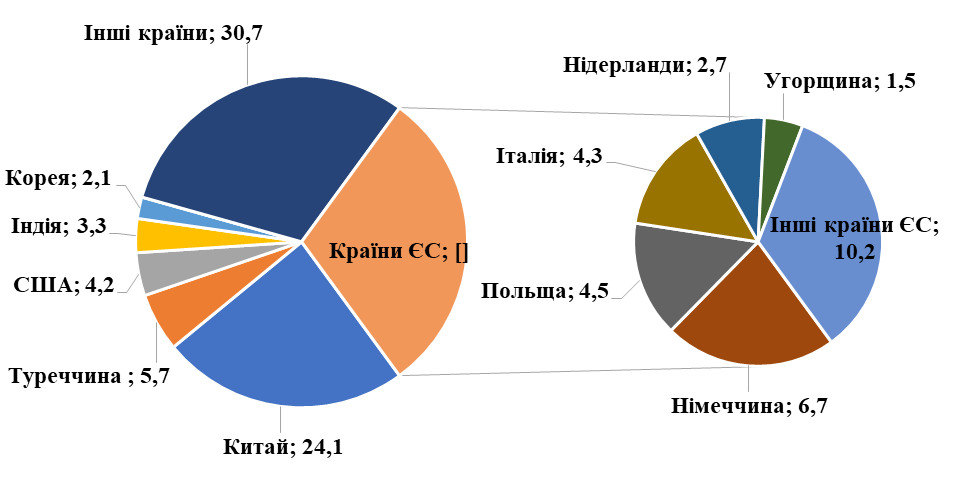 Інші країни; 30,7
Нідерланди; 2,7
Угорщина; 1,5
Італія; 4,3
Корея; 2,1
Індія; 3,3
Країни ЄС; []
Інші країни ЄС;
10,2
США; 4,2
Польща; 4,5
Туреччина ; 5,7
Німеччина; 6,7
Китай; 24,1